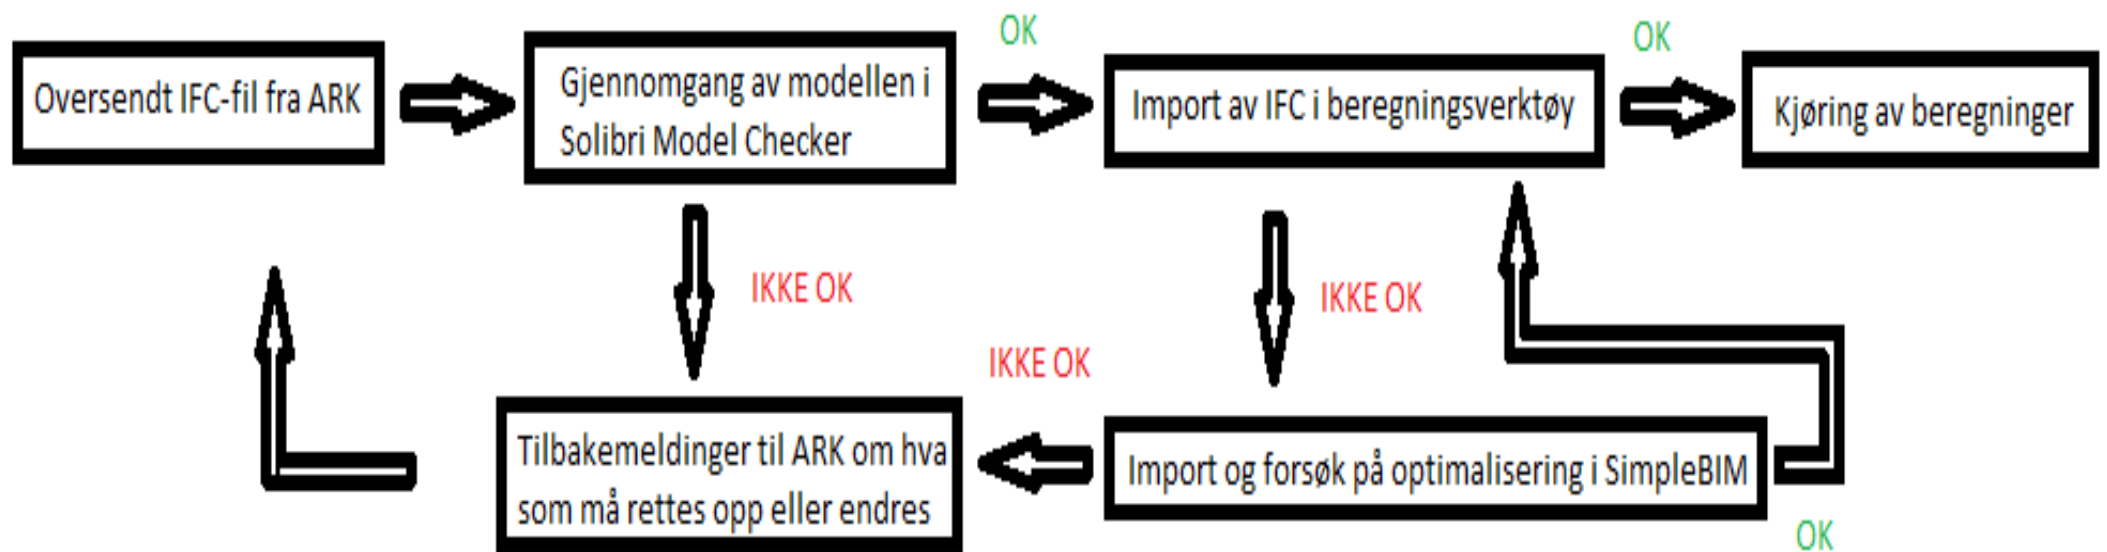 OK
OK
Oversendt IFC-fil fra ARK
Gjennomgang av modellen i
Solibri Model Checker
Import av IFC i beregningsverktøy
Kjøring av beregninger
IKKE OK
IKKE OK
IKKE OK
Tilbakemeldinger til ARK om hva
som må rettes opp eller endres
Import og forsøk på optimalisering i SimpleBIM
OK